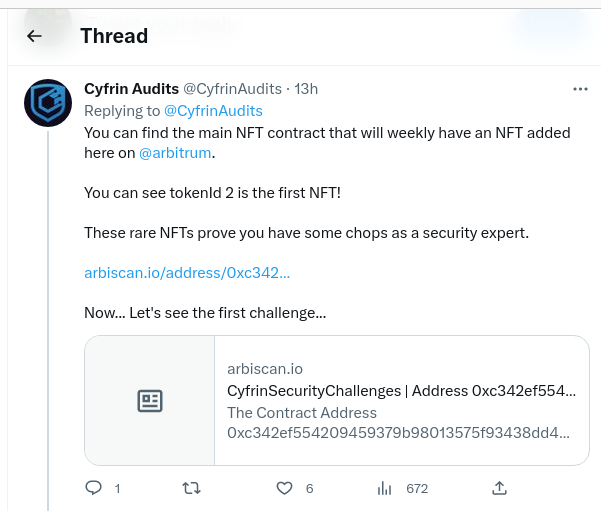 Thread
Cyfrin Audits @CyfrinAudits · 13h
Replying to @CyfrinAudits
You can find the main NFT contract that will weekly have an NFT added
here on @arbitrum.
You can see tokenId 2 is the first NFT!
These rare NFTs prove you have some chops as a security expert.
arbiscan.io/address/0xc342…
Now... Let's see the first challenge...
arbiscan.io
CyfrinSecurityChallenges | Address 0xc342ef554...
The Contract Address
0xc342ef554209459379b98013575f93438dd4...
1
6
672